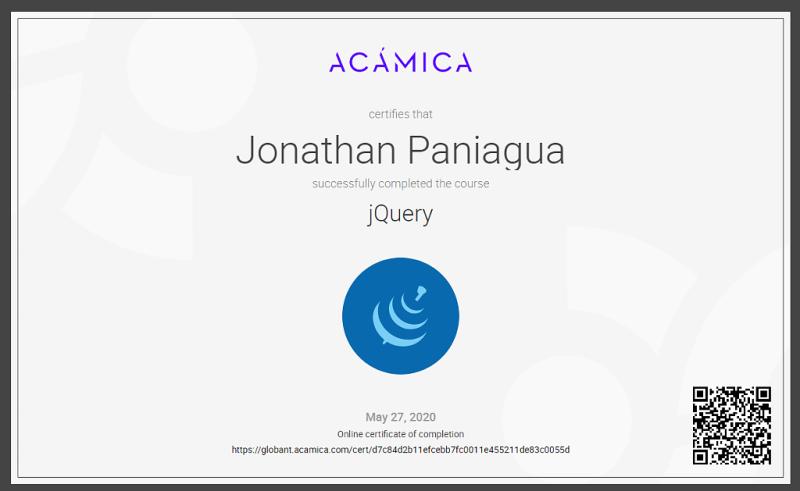 ACÁMICA
certifies that
Jonathan Paniagua
successfully completed the course
jQuery
May 27, 2020
Online certificate of completion
https://globant.acamica.com/cert/d7c84d2b11efcebb7fc0011e455211de83c0055d